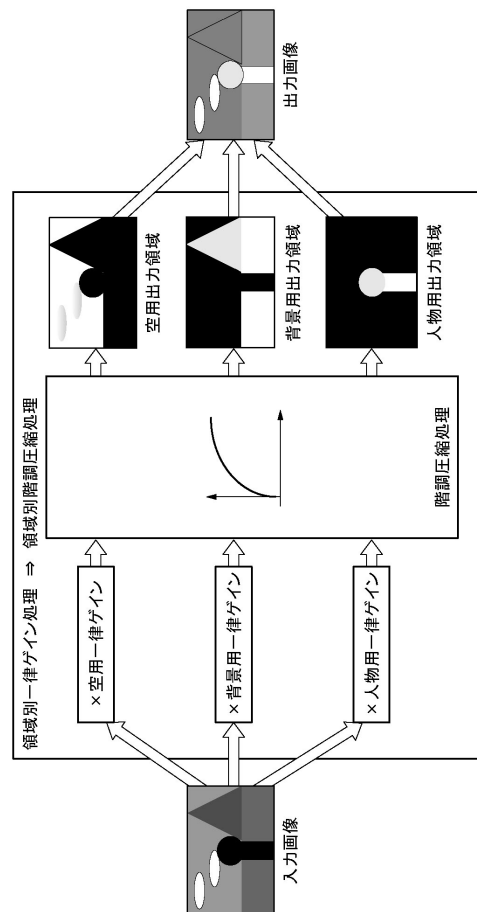 領域別一律ゲイン処理 ⇒ 領域別階調圧縮処理
入力画像
×空用一律ゲイン
×背景用一律ゲイン
×人物用一律ゲイン
階調圧縮処理
空用出力領域
背景用出力領域
人物用出力領域
出力画像